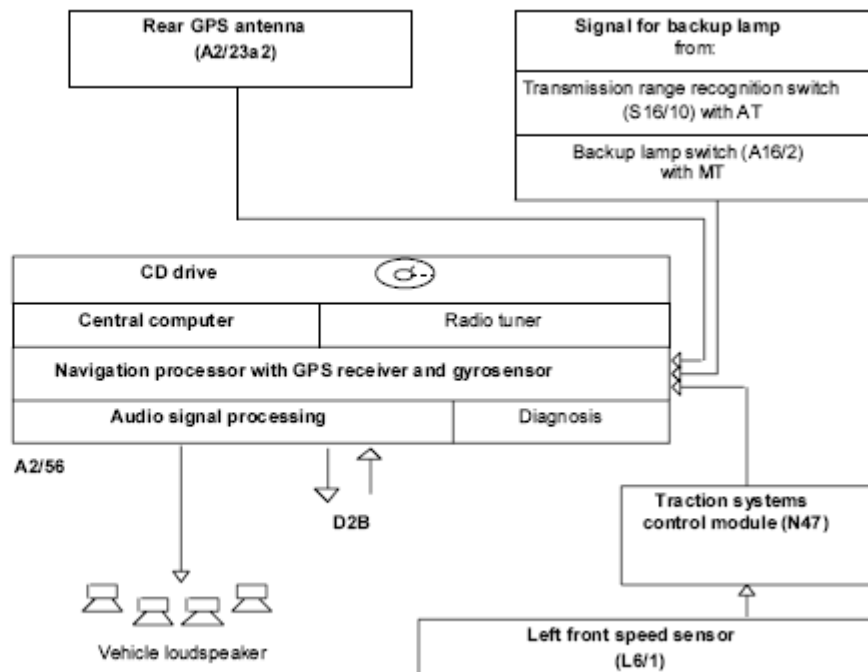 Rear GPS antenna
(A2/23a2)
Signal for backup lamp
from:
Transmission range recognition switch
(S16/10) with AT
Backup lamp switch (A16/2)
with MT
CD drive
Central computer
Radio tuner
Navigation processor with GPS receiver and gyrosensor
Audio signal processing
Diagnosis
A2/56
D2B
Traction systems
control module (N47)
Vehicle loudspeaker
Left front speed sensor
(L6/1)